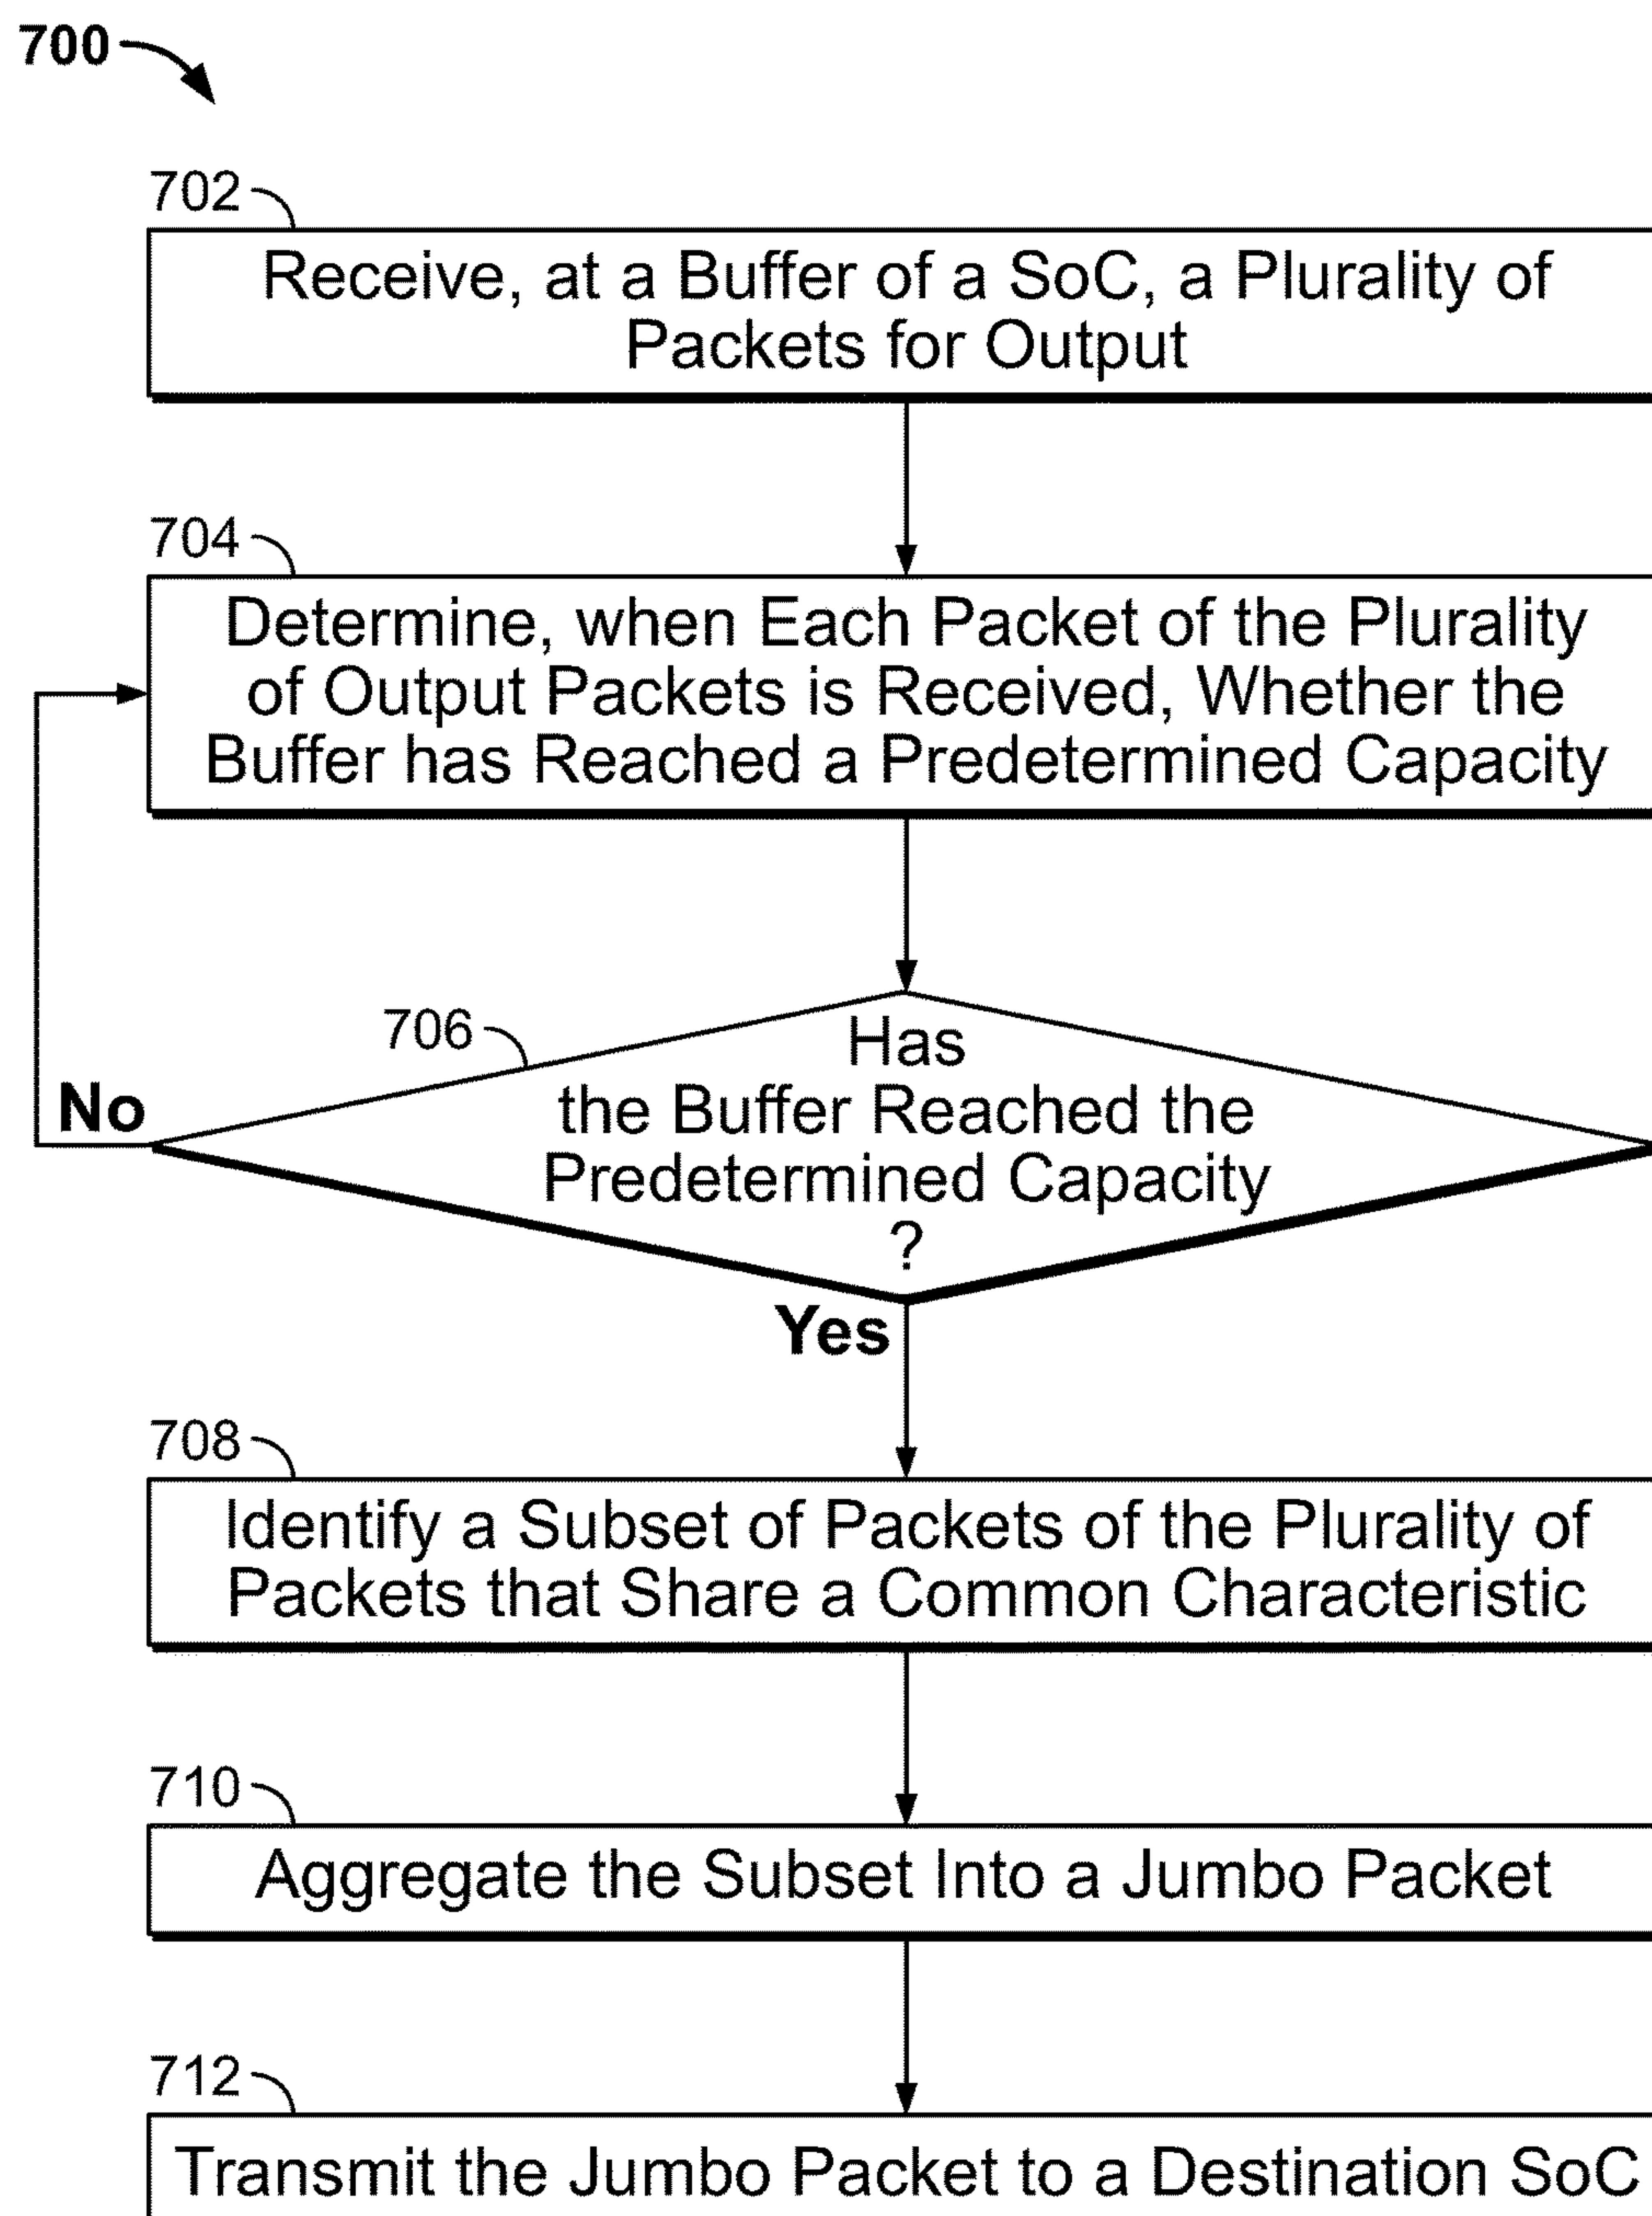 700
702
Receive, at a Buffer of a SoC, a Plurality of
Packets for Output
704
Determine, when Each Packet of the Plurality
of Output Packets is Received, Whether the
Buffer has Reached a Predetermined Capacity
706
Has
the Buffer Reached the
Predetermined Capacity
?
No
Yes
708
Identify a Subset of Packets of the Plurality of
Packets that Share a Common Characteristic
710
Aggregate the Subset Into a Jumbo Packet
712
Transmit the Jumbo Packet to a Destination SoC